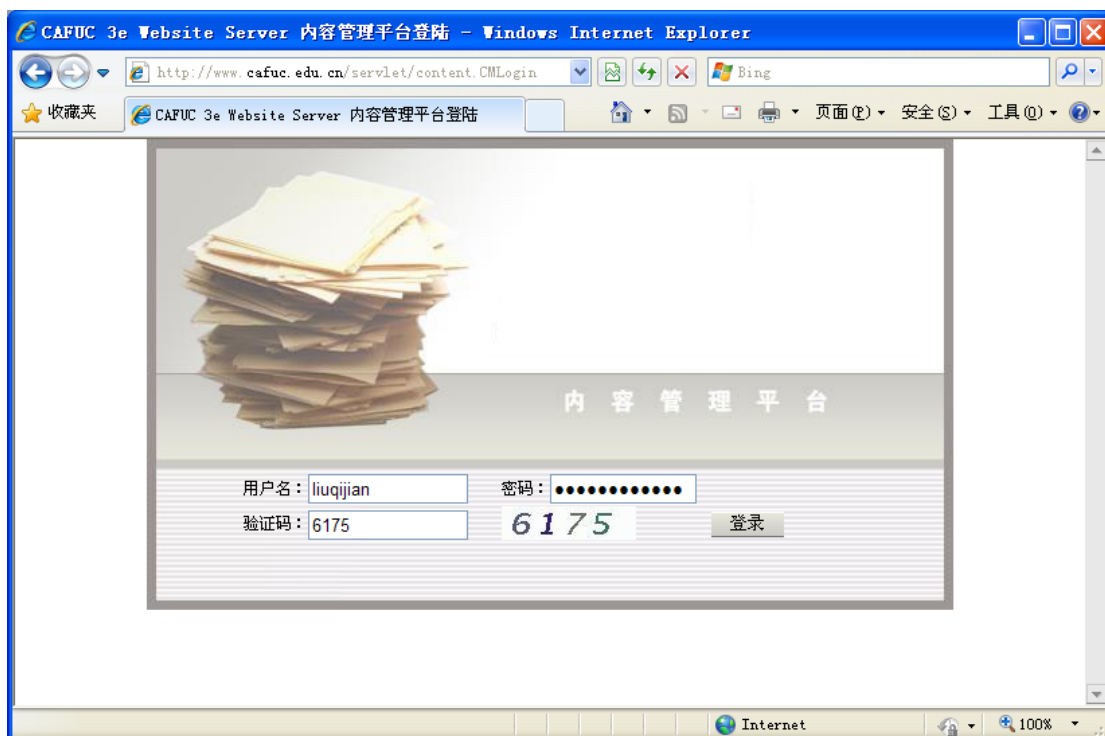 CAFUC 3e Website Server 内容管理平台登陆 - Windows Internet Explorer
http://www.cafuc.edu.cn/servlet/content.CMLogin
Bing
收藏夹
CAFUC 3e Website Server 内容管理平台登陆
页面(P)
安全(S)
工具(O)
内容管理平台
用户名：liuqijian
密码：••••••••••••
验证码：6175
6175
登录
Internet
100%